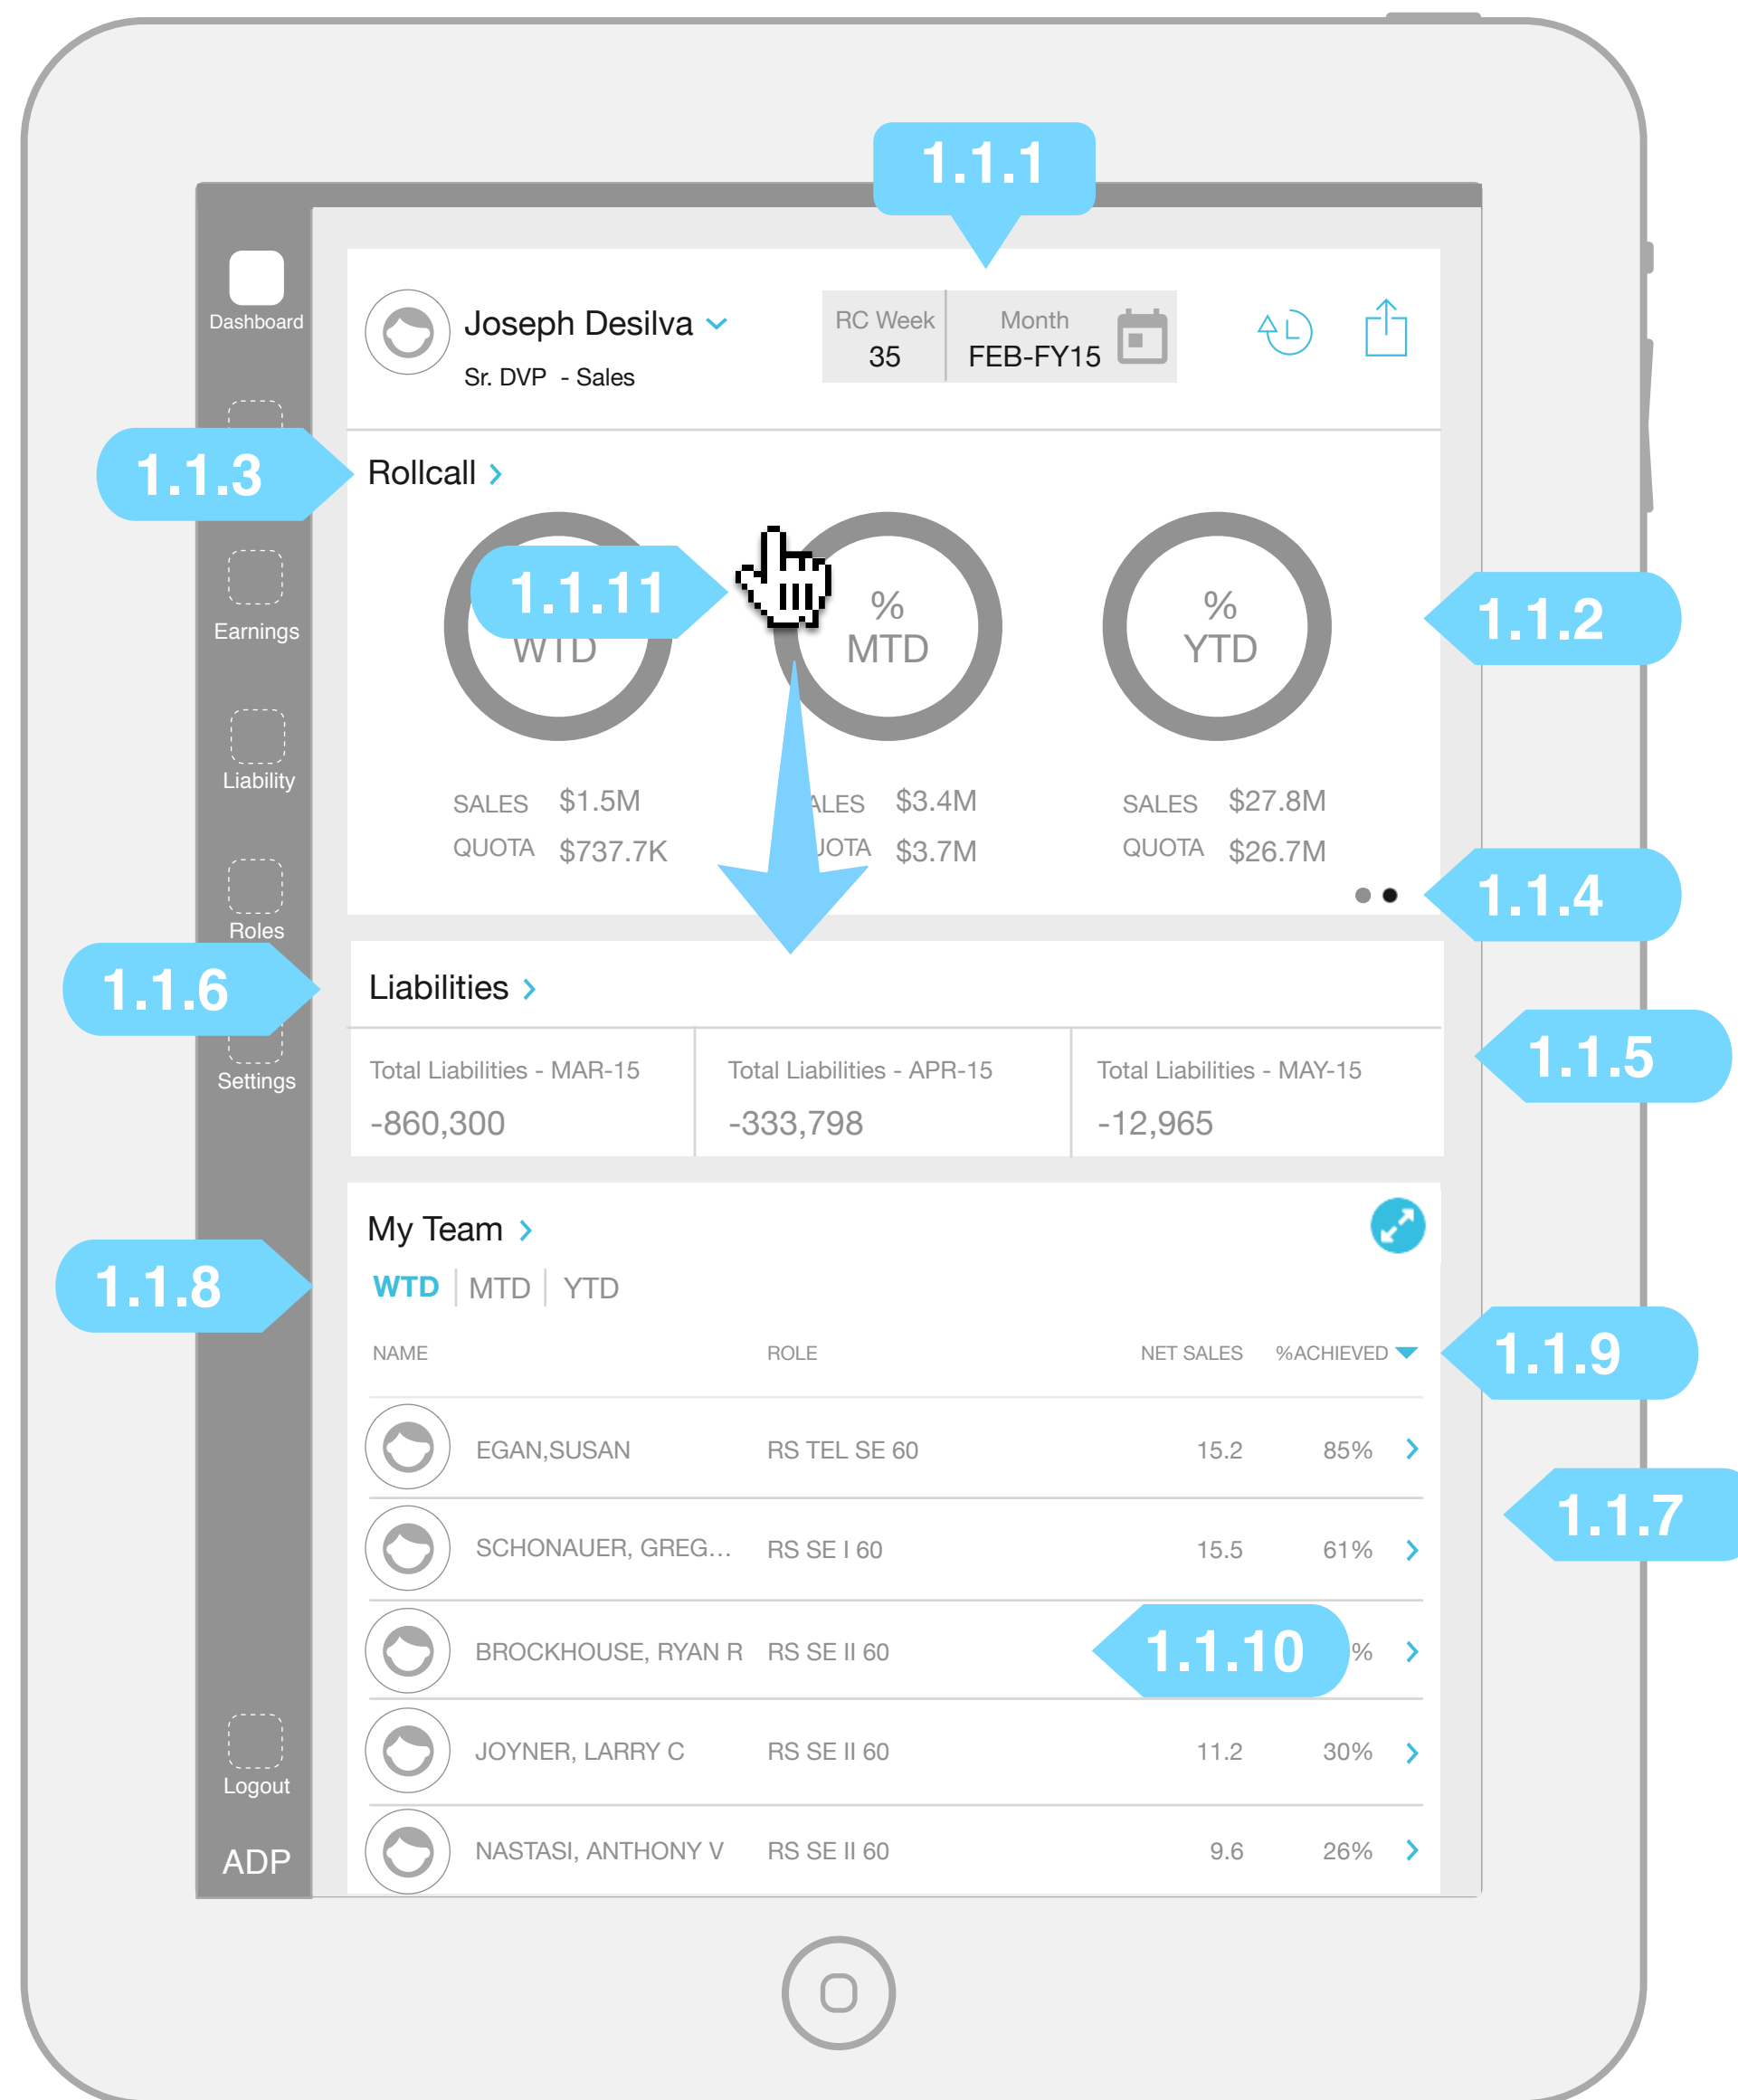 1.1.1
Dashboard
Joseph Desilva
Sr. DVP - Sales
RC Week
35
Month
FEB-FY15
1.1.3
Rollcall
1.1.11
WTD
%
MTD
%
YTD
1.1.2
Earnings
Liability
SALES $1.5M
QUOTA $737.7K
$3.4M
$3.7M
SALES $27.8M
QUOTA $26.7M
1.1.4
Roles
1.1.6
Liabilities
Settings
Total Liabilities - MAR-15
-860,300
Total Liabilities - APR-15
-333,798
Total Liabilities - MAY-15
-12,965
1.1.5
My Team
1.1.8
WTD MTD YTD
NAME ROLE NET SALES %ACHIEVED
1.1.9
EGAN,SUSAN RS TEL SE 60 15.2 85%
1.1.7
SCHONAUER, GREG... RS SE I 60 15.5 61%
BROCKHOUSE, RYAN R RS SE II 60 1.1.10 %
JOYNER, LARRY C RS SE II 60 11.2 30%
NASTASI, ANTHONY V RS SE II 60 9.6 26%
Logout
ADP